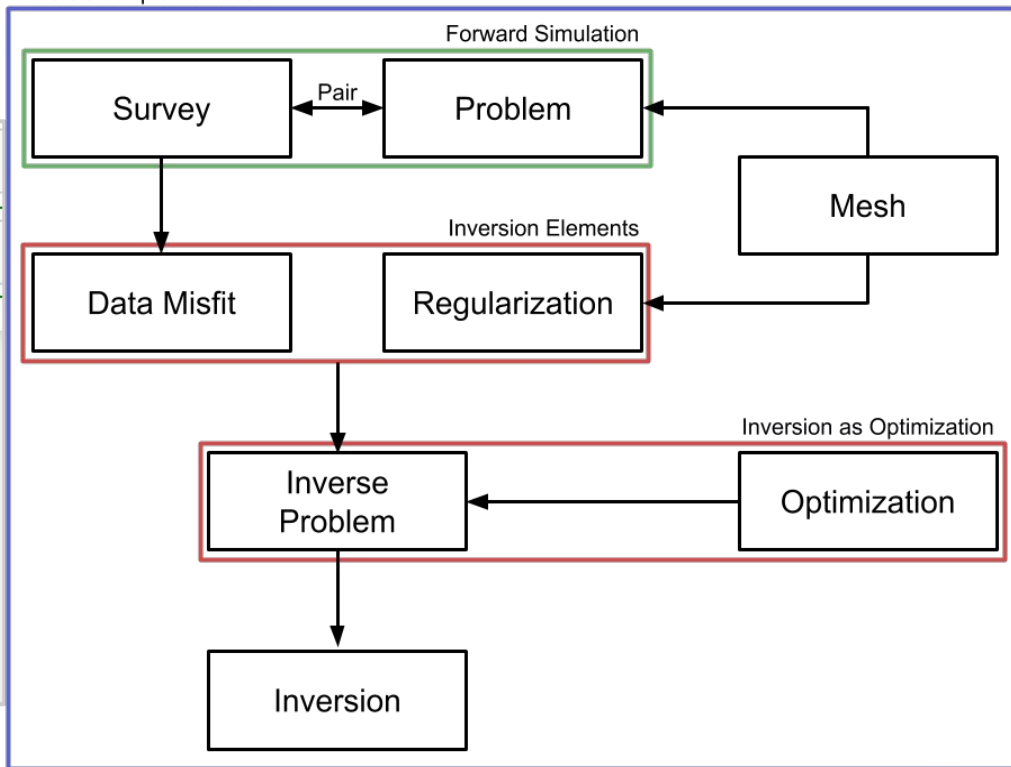 Forward Simulation
Survey
Pair
Problem
Mesh
Inversion Elements
Data Misfit
Regularization
Inversion as Optimization
Inverse
Problem
Optimization
Inversion